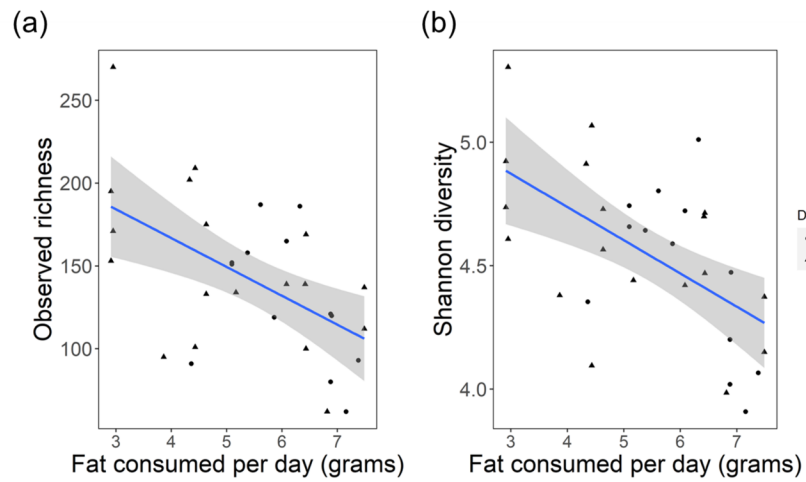 (a)
(b)
Observed richness
250
200
150
100
3 4 5 6 7
Fat consumed per day (grams)
Shannon diversity
5.0
4.5
4.0
3 4 5 6 7
Fat consumed per day (grams)
D